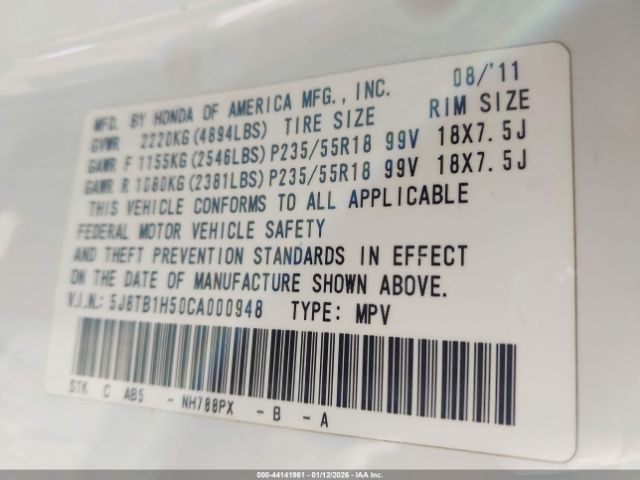 MFD. BY HONDA OF AMERICA MFG., INC. 08/'11
GVWR 2220KG(4894LBS) TIRE SIZE RIM SIZE
GAWR F 1155KG(2546LBS) P235/55R18 99V 18X7.5J
GAWR R 1080KG(2381LBS) P235/55R18 99V 18X7.5J
THIS VEHICLE CONFORMS TO ALL APPLICABLE
FEDERAL MOTOR VEHICLE SAFETY
AND THEFT PREVENTION STANDARDS IN EFFECT
ON THE DATE OF MANUFACTURE SHOWN ABOVE.
V.I.N.: 5J8TB1H50CA000948 TYPE: MPV
STK C AB5 - NH788PX - B - A
000-44141961 - 01/12/2026 - IAA Inc.